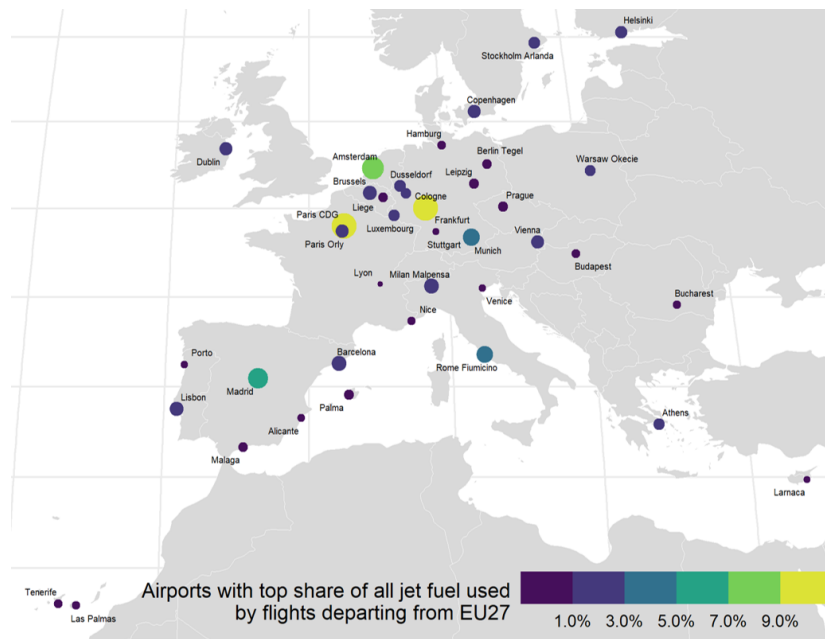 Helsinki
Stockholm Arlanda
Copenhagen
Hamburg
Berlin Tegel
Dublin
Amsterdam
Warsaw Okecie
Dusseldorf
Leipzig
Brussels
Cologne
Prague
Liege
Paris CDG
Frankfurt
Luxembourg
Vienna
Paris Orly
Stuttgart
Munich
Budapest
Lyon
Milan Malpensa
Bucharest
Venice
Nice
Porto
Barcelona
Rome Fiumicino
Madrid
Lisbon
Palma
Athens
Alicante
Malaga
Larnaca
Tenerife
Las Palmas
Airports with top share of all jet fuel used
by flights departing from EU27
1.0% 3.0% 5.0% 7.0% 9.0%